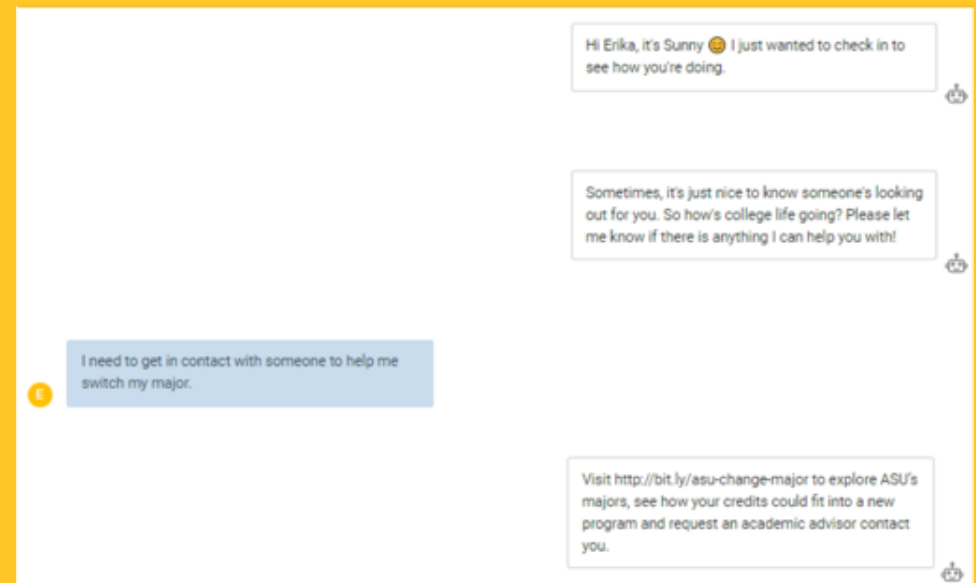 Hi Erika, it's Sunny 😊 I just wanted to check in to
see how you're doing.
Sometimes, it's just nice to know someone's looking
out for you. So how's college life going? Please let
me know if there is anything I can help you with!
I need to get in contact with someone to help me
switch my major.
E
Visit http://bit.ly/asu-change-major to explore ASU's
majors, see how your credits could fit into a new
program and request an academic advisor contact
you.